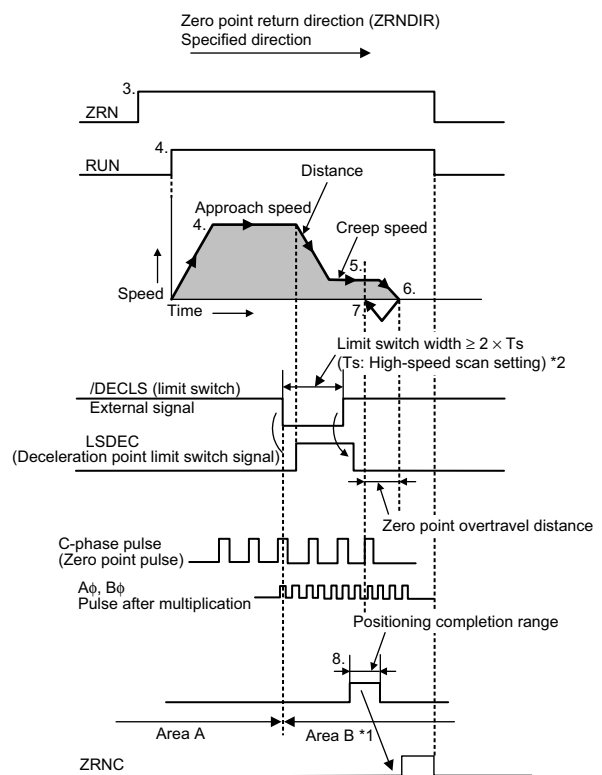 Zero point return direction (ZRNDIR)
Specified direction
3.
ZRN
4.
RUN
Distance
Approach speed
4.
Creep speed
5.
6.
Speed
7.
Time
Limit switch width ≥ 2 × Ts
(Ts: High-speed scan setting) *2
/DECLS (limit switch)
External signal
LSDEC
(Deceleration point limit switch signal)
Zero point overtravel distance
C-phase pulse
(Zero point pulse)
Aϕ, Bϕ
Pulse after multiplication
Positioning completion range
8.
Area A
Area B *1
ZRNC